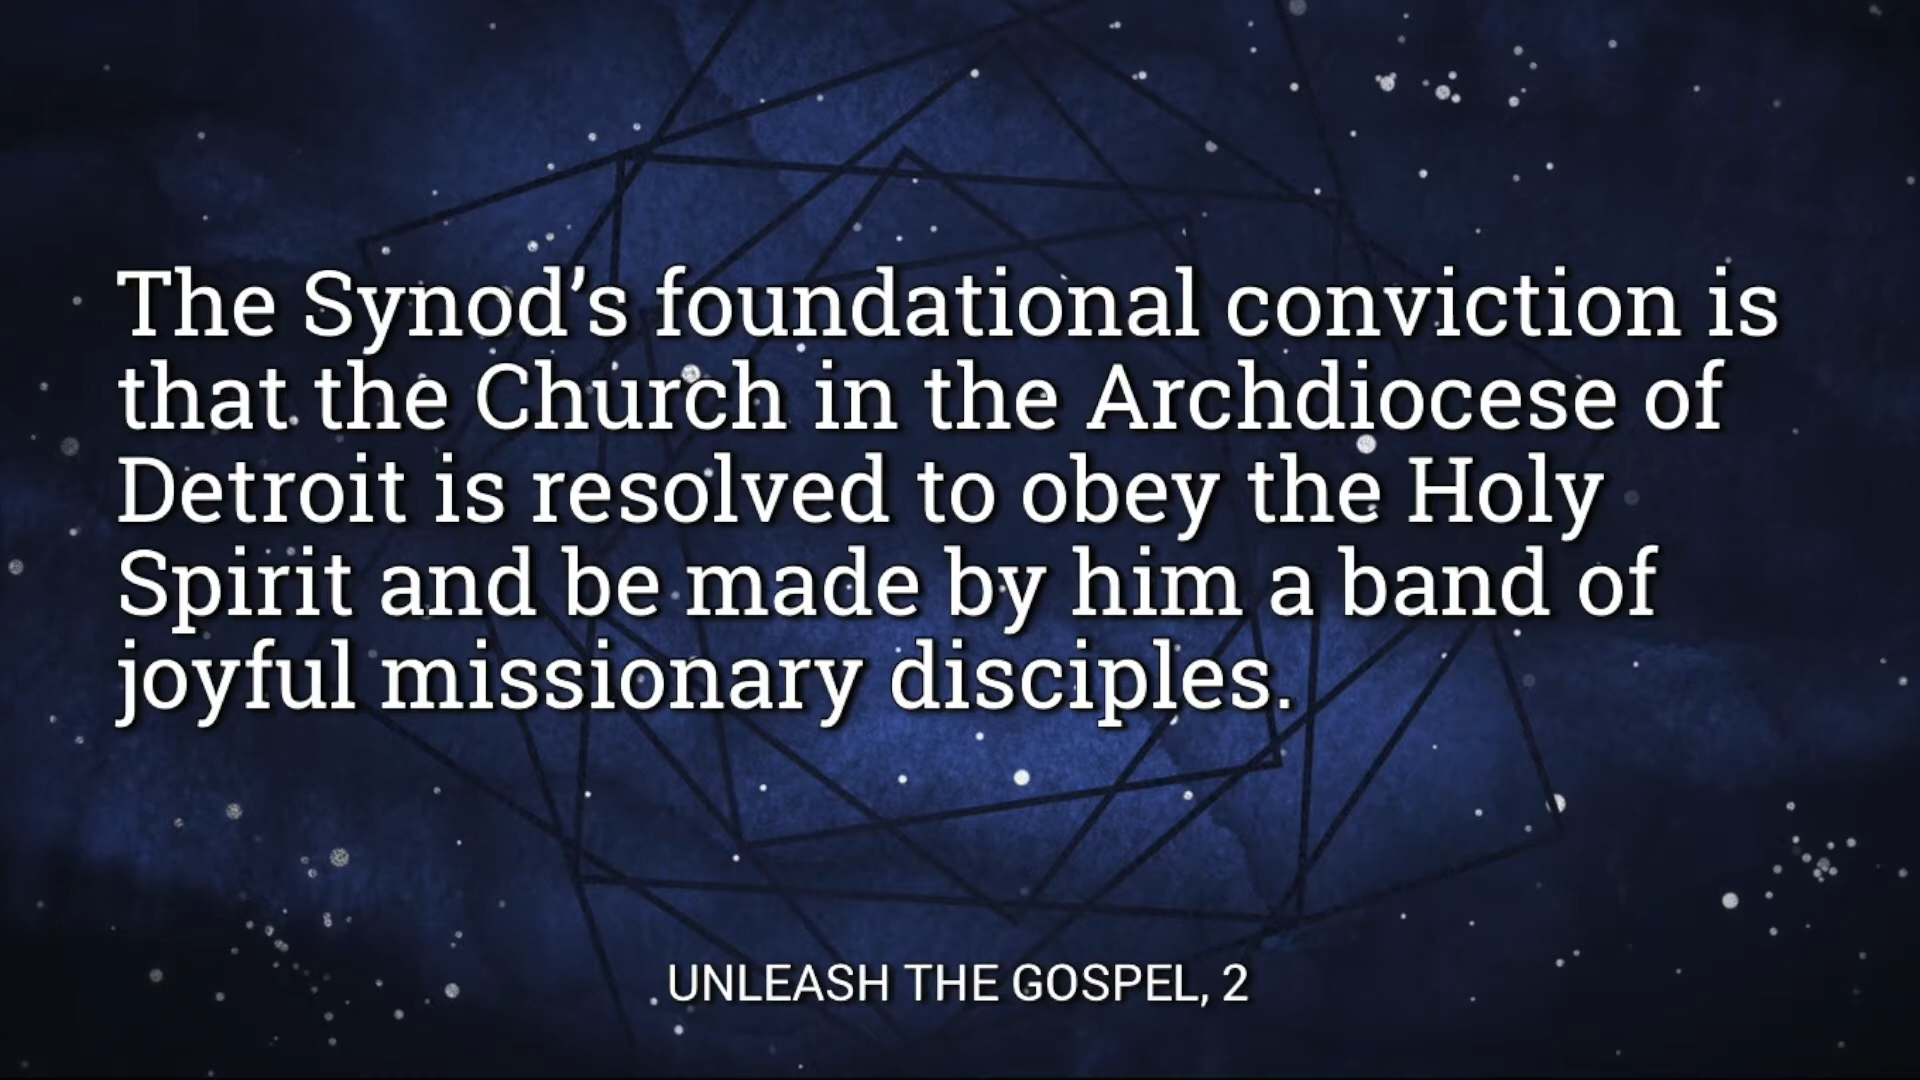 The Synod’s foundational conviction is
that the Church in the Archdiocese of
Detroit is resolved to obey the Holy
Spirit and be made by him a band of
joyful missionary disciples.
UNLEASH THE GOSPEL, 2